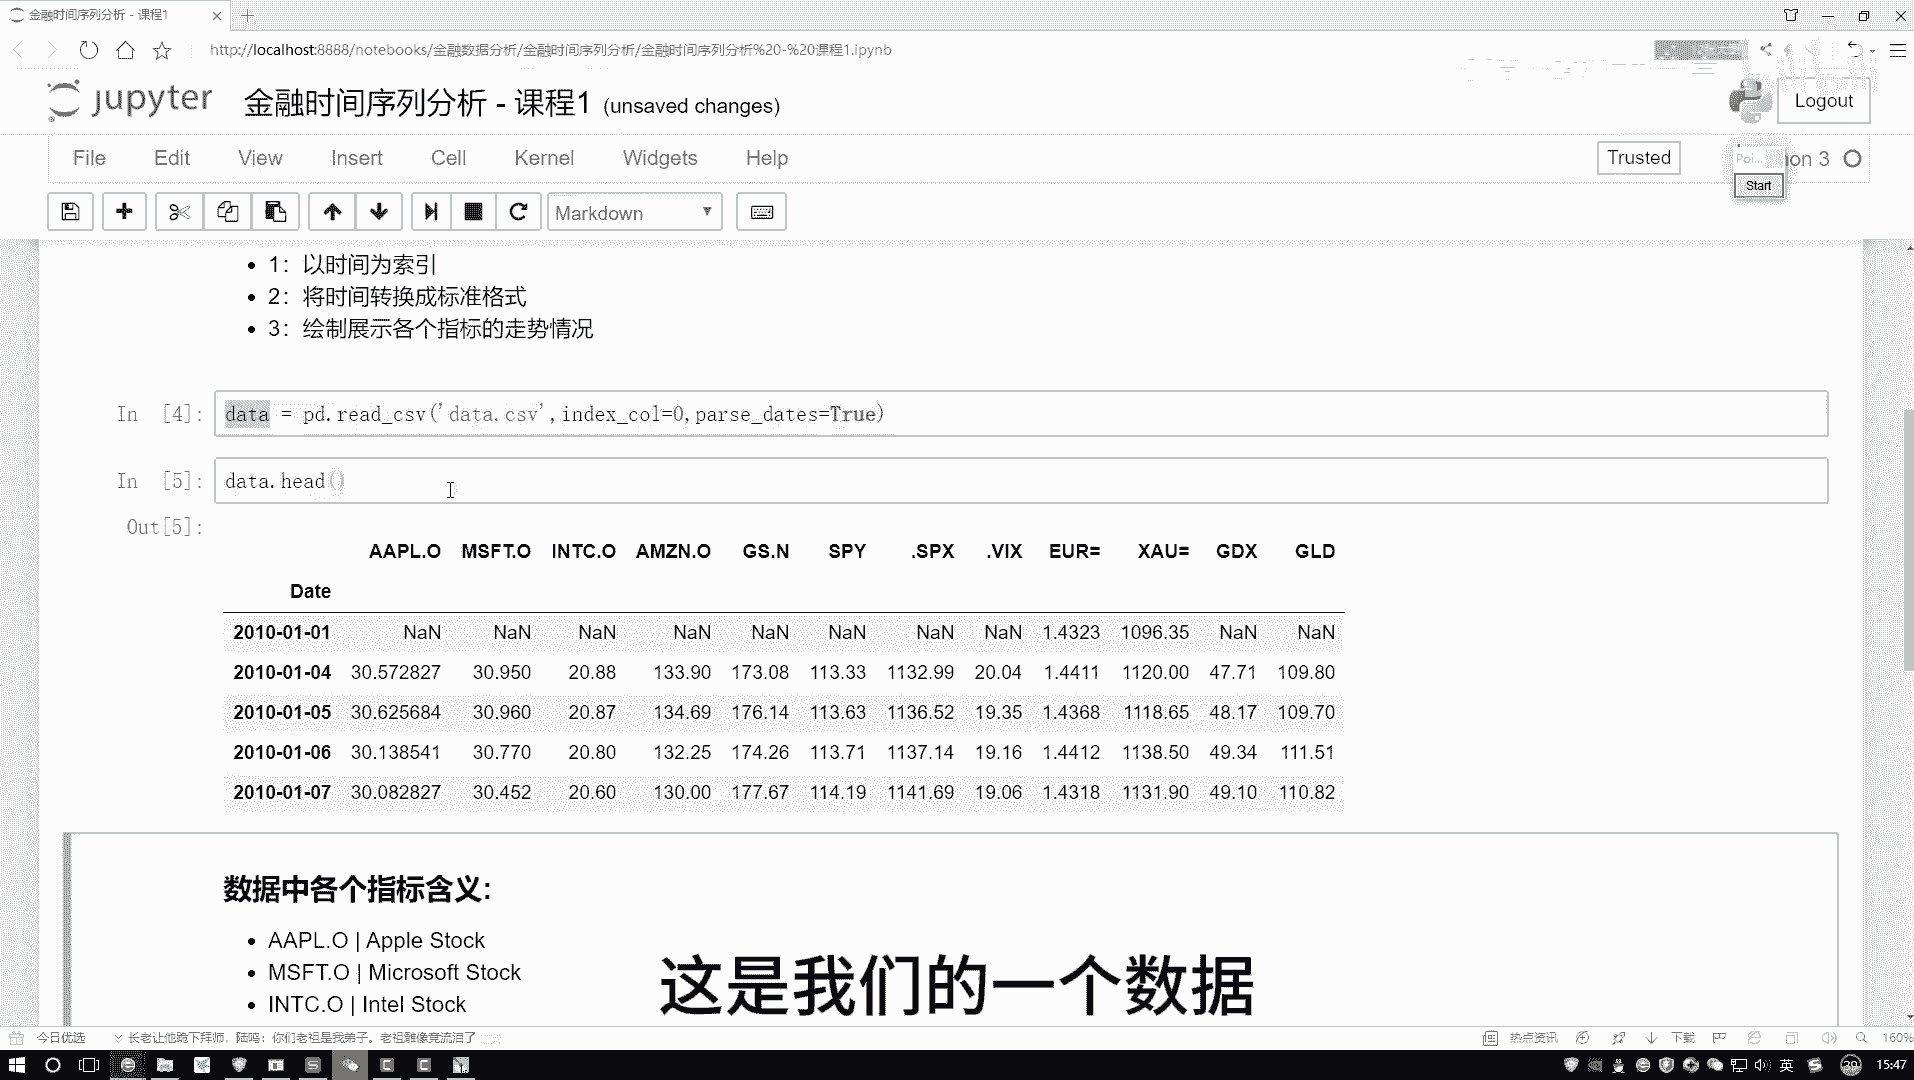 金融时间序列分析 - 课程1
http://localhost:8888/notebooks/金融数据分析/金融时间序列分析/金融时间序列分析%20-%20课程1.ipynb
jupyter 金融时间序列分析 - 课程1 (unsaved changes)
Logout
File Edit View Insert Cell Kernel Widgets Help
Trusted
on 3
Poi...
Start
Markdown
• 1：以时间为索引
• 2：将时间转换成标准格式
• 3：绘制展示各个指标的走势情况
In [4]: data = pd.read_csv('data.csv',index_col=0,parse_dates=True)
In [5]: data.head()
Out[5]:
AAPL.O MSFT.O INTC.O AMZN.O GS.N SPY .SPX .VIX EUR= XAU= GDX GLD
Date
2010-01-01 NaN NaN NaN NaN NaN NaN NaN NaN 1.4323 1096.35 NaN NaN
2010-01-04 30.572827 30.950 20.88 133.90 173.08 113.33 1132.99 20.04 1.4411 1120.00 47.71 109.80
2010-01-05 30.625684 30.960 20.87 134.69 176.14 113.63 1136.52 19.35 1.4368 1118.65 48.17 109.70
2010-01-06 30.138541 30.770 20.80 132.25 174.26 113.71 1137.14 19.16 1.4412 1138.50 49.34 111.51
2010-01-07 30.082827 30.452 20.60 130.00 177.67 114.19 1141.69 19.06 1.4318 1131.90 49.10 110.82
数据中各个指标含义:
• AAPL.O | Apple Stock
• MSFT.O | Microsoft Stock
• INTC.O | Intel Stock
这是我们的一个数据
今日优选 长老让他跪下拜师，陆鸣：你们老祖是我弟子。老祖雕像竟流泪了
热点资讯 下载 160%
英 39 15:47